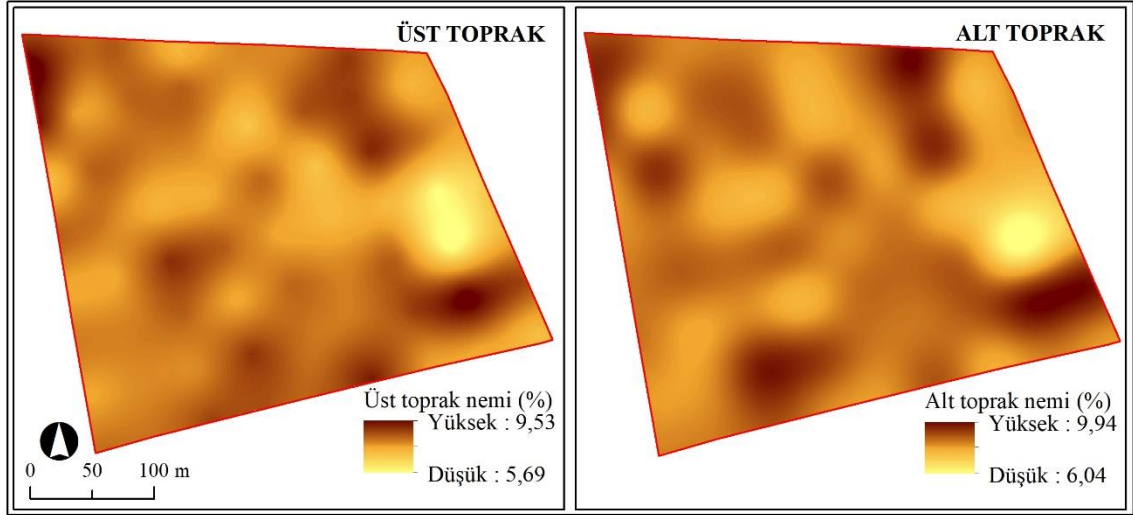 ÜST TOPRAK
Üst toprak nemi (%)
Yüksek : 9,53
Düşük : 5,69
0 50 100 m
ALT TOPRAK
Alt toprak nemi (%)
Yüksek : 9,94
Düşük : 6,04